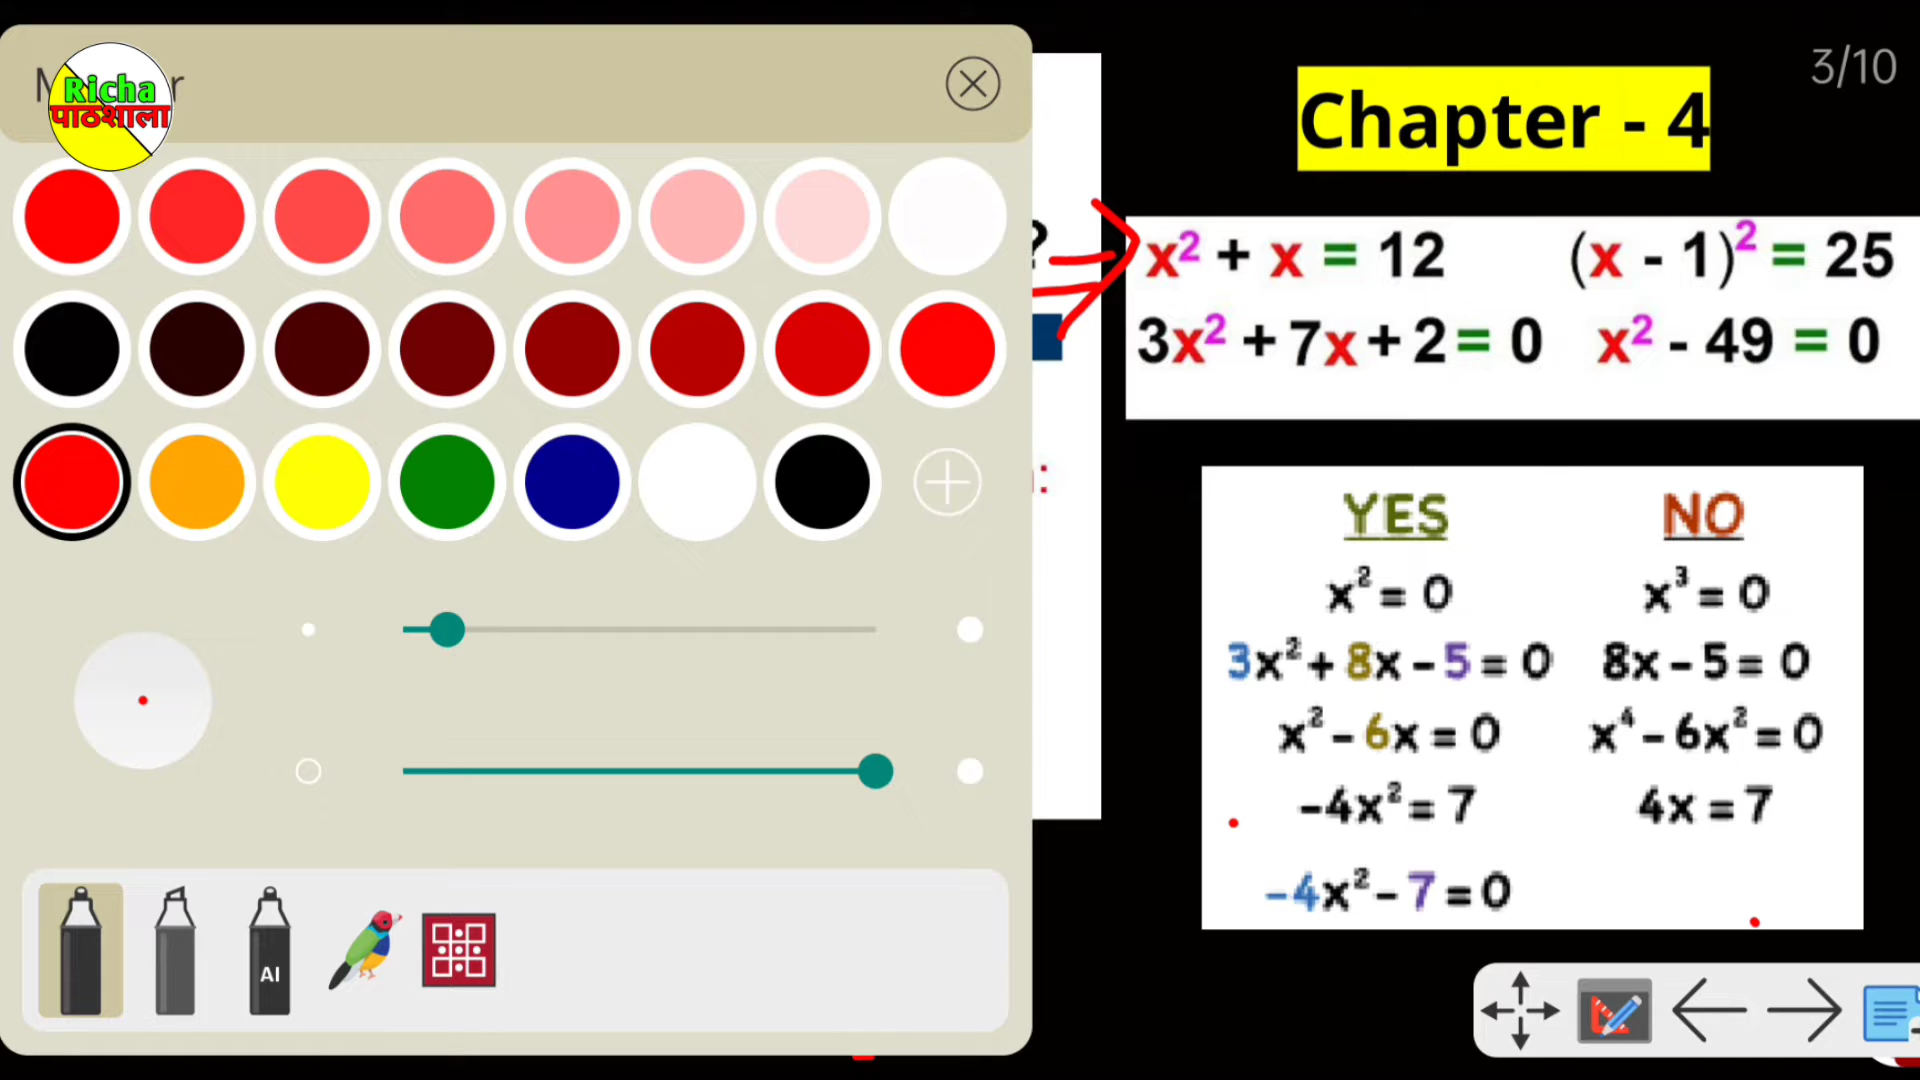 Richa
पाठशाला
3/10
Chapter - 4
?
x² + x = 12
(x - 1)² = 25
3x² + 7x + 2 = 0
x² - 49 = 0
:
YES
NO
x² = 0
x³ = 0
3x² + 8x - 5 = 0
8x - 5 = 0
x² - 6x = 0
x⁴ - 6x² = 0
-4x² = 7
4x = 7
-4x² - 7 = 0
AI